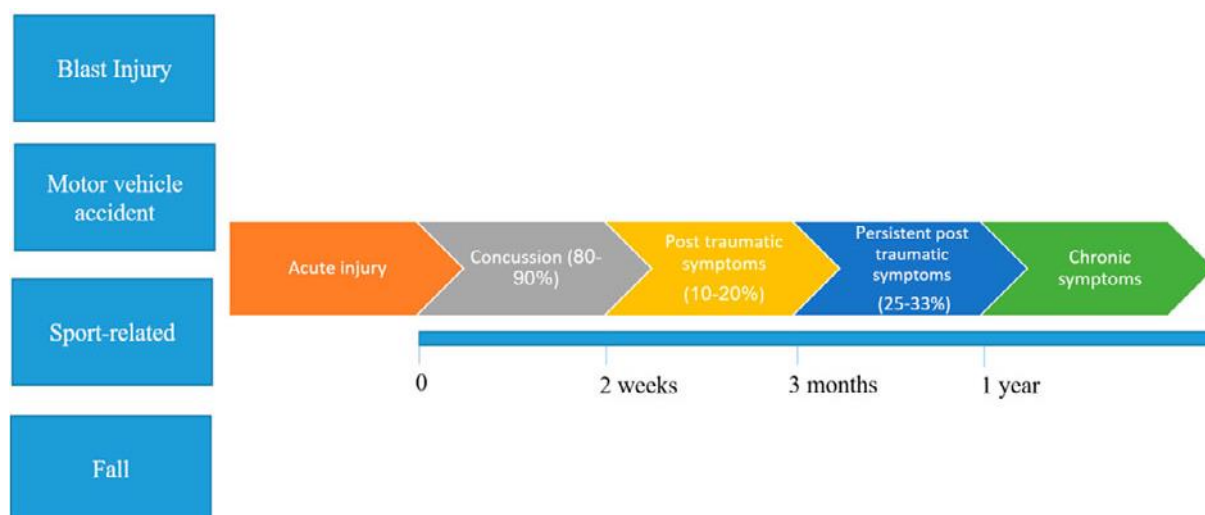 Blast Injury
Motor vehicle
accident
Sport-related
Fall
Acute injury
Concussion (80-
90%)
Post traumatic
symptoms
(10-20%)
Persistent post
traumatic
symptoms
(25-33%)
Chronic
symptoms
0
2 weeks
3 months
1 year